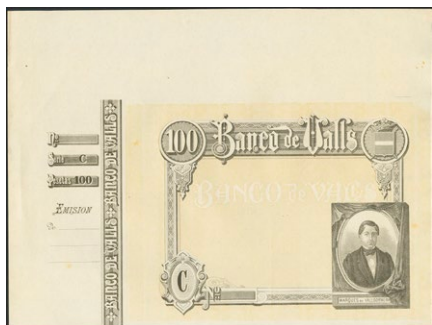 100 Banco de Valls
BANCO DE VALLS
Serie C
Pesetas 100
EMISION
BANCO DE VALLS BANCO DE VALLS
C